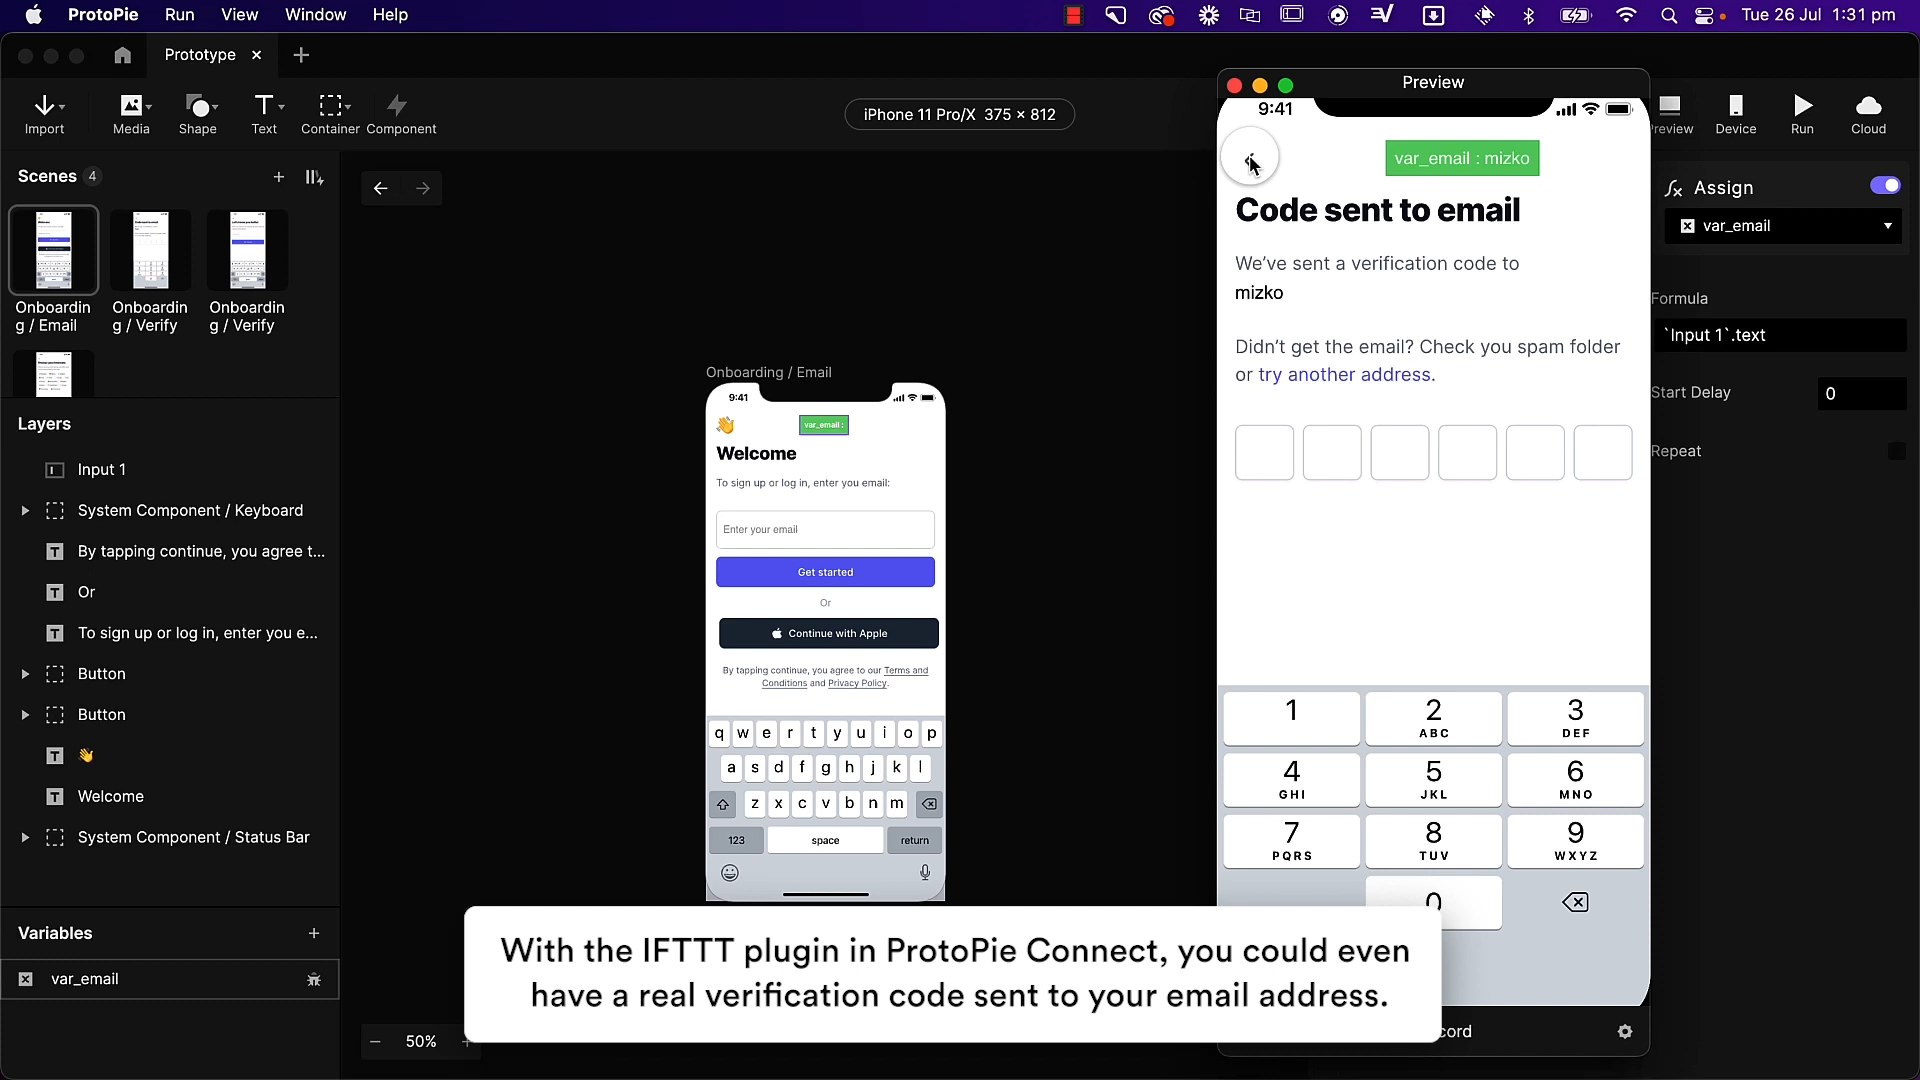 ProtoPie Run View Window Help
Tue 26 Jul 1:31 pm
Prototype
Import
Media
Shape
Text
Container
Component
iPhone 11 Pro/X 375 × 812
Preview
review
Device
Run
Cloud
Scenes 4
Onboardin
g / Email
Onboardin
g / Verify
Onboardin
g / Verify
Layers
Input 1
System Component / Keyboard
By tapping continue, you agree t...
Or
To sign up or log in, enter you e...
Button
Button
👋
Welcome
System Component / Status Bar
Variables
var_email
50%
Onboarding / Email
9:41
👋
var_email :
Welcome
To sign up or log in, enter you email:
Enter your email
Get started
Or
Continue with Apple
By tapping continue, you agree to our Terms and
Conditions and Privacy Policy.
q w e r t y u i o p
a s d f g h j k l
z x c v b n m
123 space return
9:41
var_email : mizko
Code sent to email
We've sent a verification code to
mizko
Didn't get the email? Check you spam folder
or try another address.
1 2 3
ABC DEF
4 5 6
GHI JKL MNO
7 8 9
PQRS TUV WXYZ
0
cord
Assign
var_email
Formula
`Input 1`.text
Start Delay
0
Repeat
With the IFTTT plugin in ProtoPie Connect, you could even
have a real verification code sent to your email address.